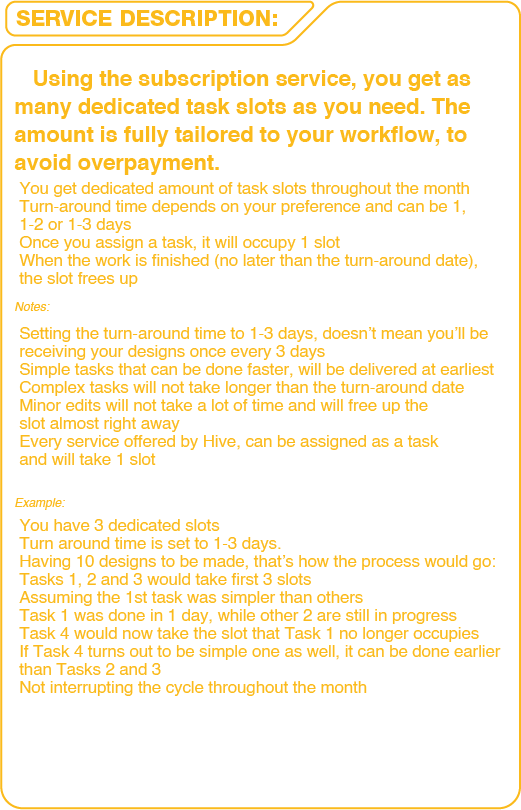 SERVICE DESCRIPTION:
Using the subscription service, you get as
many dedicated task slots as you need. The
amount is fully tailored to your workflow, to
avoid overpayment.
You get dedicated amount of task slots throughout the month
Turn-around time depends on your preference and can be 1,
1-2 or 1-3 days
Once you assign a task, it will occupy 1 slot
When the work is finished (no later than the turn-around date),
the slot frees up
Notes:
Setting the turn-around time to 1-3 days, doesn’t mean you’ll be
receiving your designs once every 3 days
Simple tasks that can be done faster, will be delivered at earliest
Complex tasks will not take longer than the turn-around date
Minor edits will not take a lot of time and will free up the
slot almost right away
Every service offered by Hive, can be assigned as a task
and will take 1 slot
Example:
You have 3 dedicated slots
Turn around time is set to 1-3 days.
Having 10 designs to be made, that’s how the process would go:
Tasks 1, 2 and 3 would take first 3 slots
Assuming the 1st task was simpler than others
Task 1 was done in 1 day, while other 2 are still in progress
Task 4 would now take the slot that Task 1 no longer occupies
If Task 4 turns out to be simple one as well, it can be done earlier
than Tasks 2 and 3
Not interrupting the cycle throughout the month